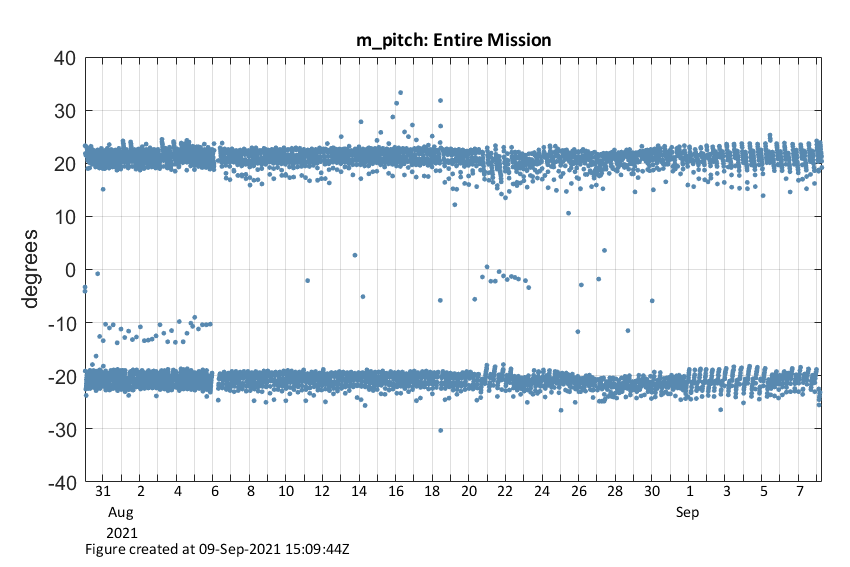 m_pitch: Entire Mission
40
30
20
10
0
-10
-20
-30
-40
degrees
31 2 4 6 8 10 12 14 16 18 20 22 24 26 28 30 1 3 5 7
Aug Sep
2021
Figure created at 09-Sep-2021 15:09:44Z